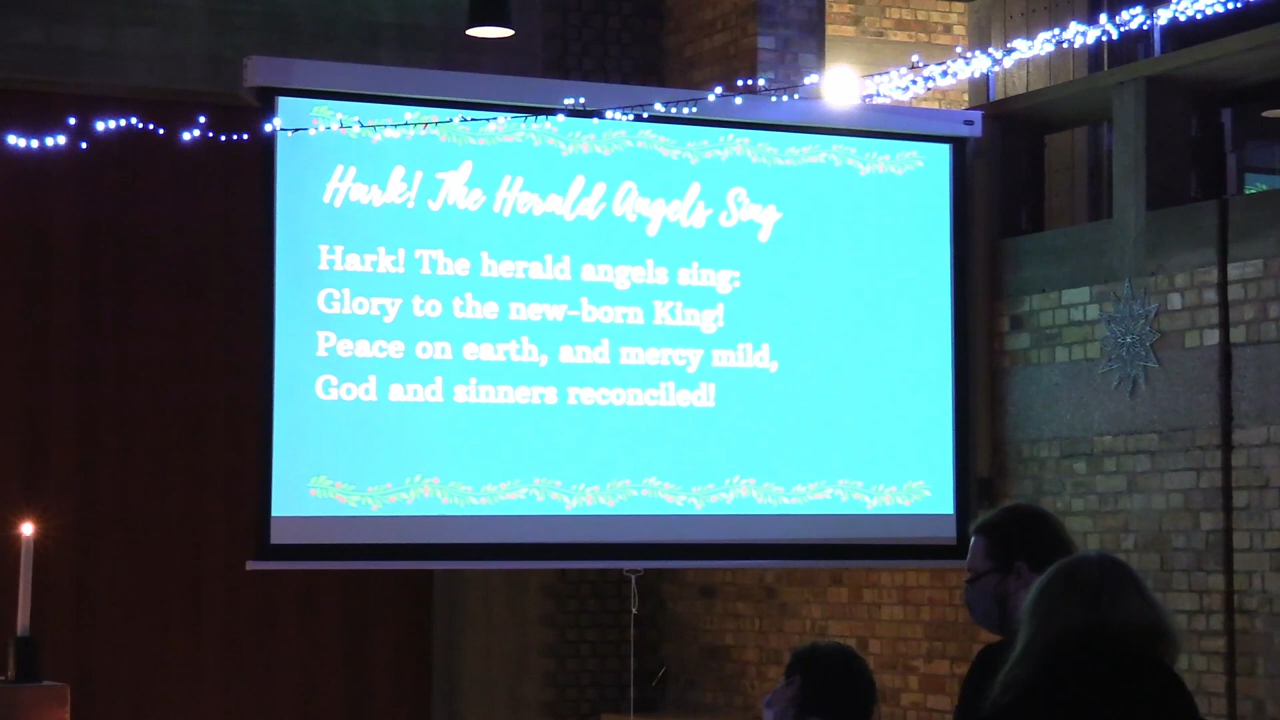 Hark! The Herald Angels Sing
Hark! The herald angels sing:
Glory to the new-born King!
Peace on earth, and mercy mild,
God and sinners reconciled!